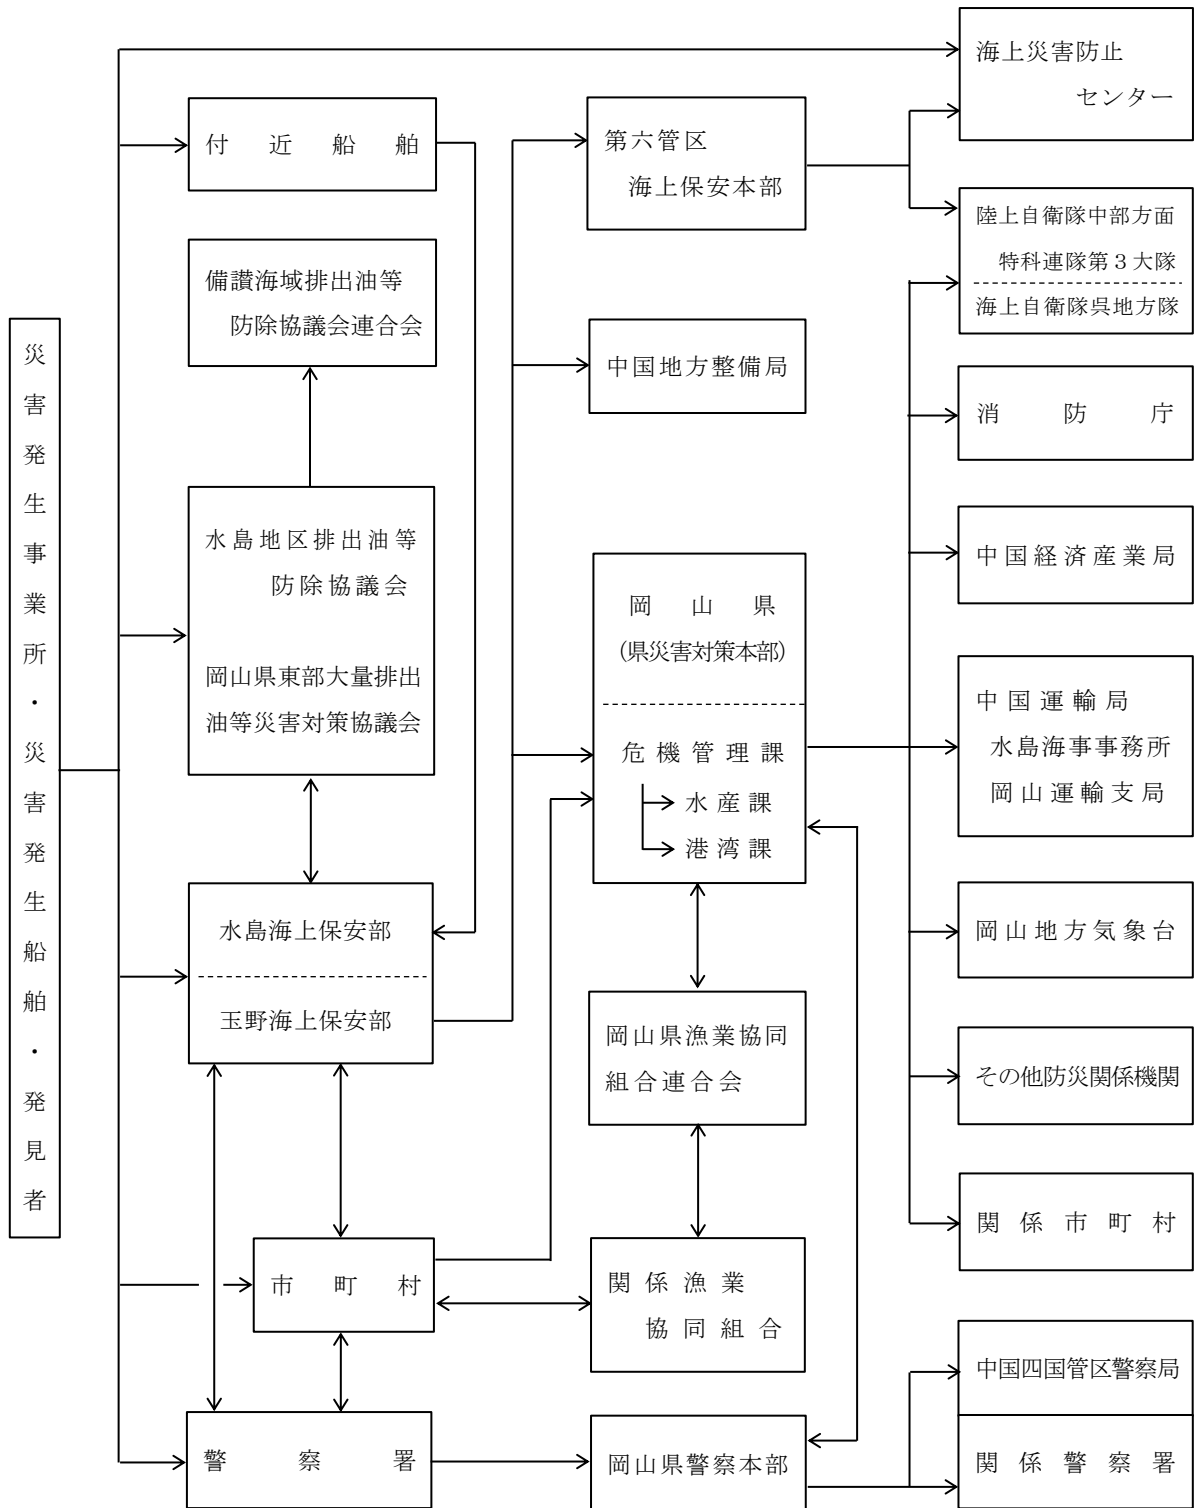 災害発生事業所・災害発生船舶・発見者
付近船舶
備讃海域排出油等
防除協議会連合会
水島地区排出油等
防除協議会
岡山県東部大量排出
油等災害対策協議会
水島海上保安部
玉野海上保安部
市町村
警察署
第六管区
海上保安本部
中国地方整備局
岡山県
(県災害対策本部)
危機管理課
水産課
港湾課
岡山県漁業協同
組合連合会
関係漁業
協同組合
岡山県警察本部
海上災害防止
センター
陸上自衛隊中部方面
特科連隊第3大隊
海上自衛隊呉地方隊
消防庁
中国経済産業局
中国運輸局
水島海事事務所
岡山運輸支局
岡山地方気象台
その他防災関係機関
関係市町村
中国四国管区警察局
関係警察署